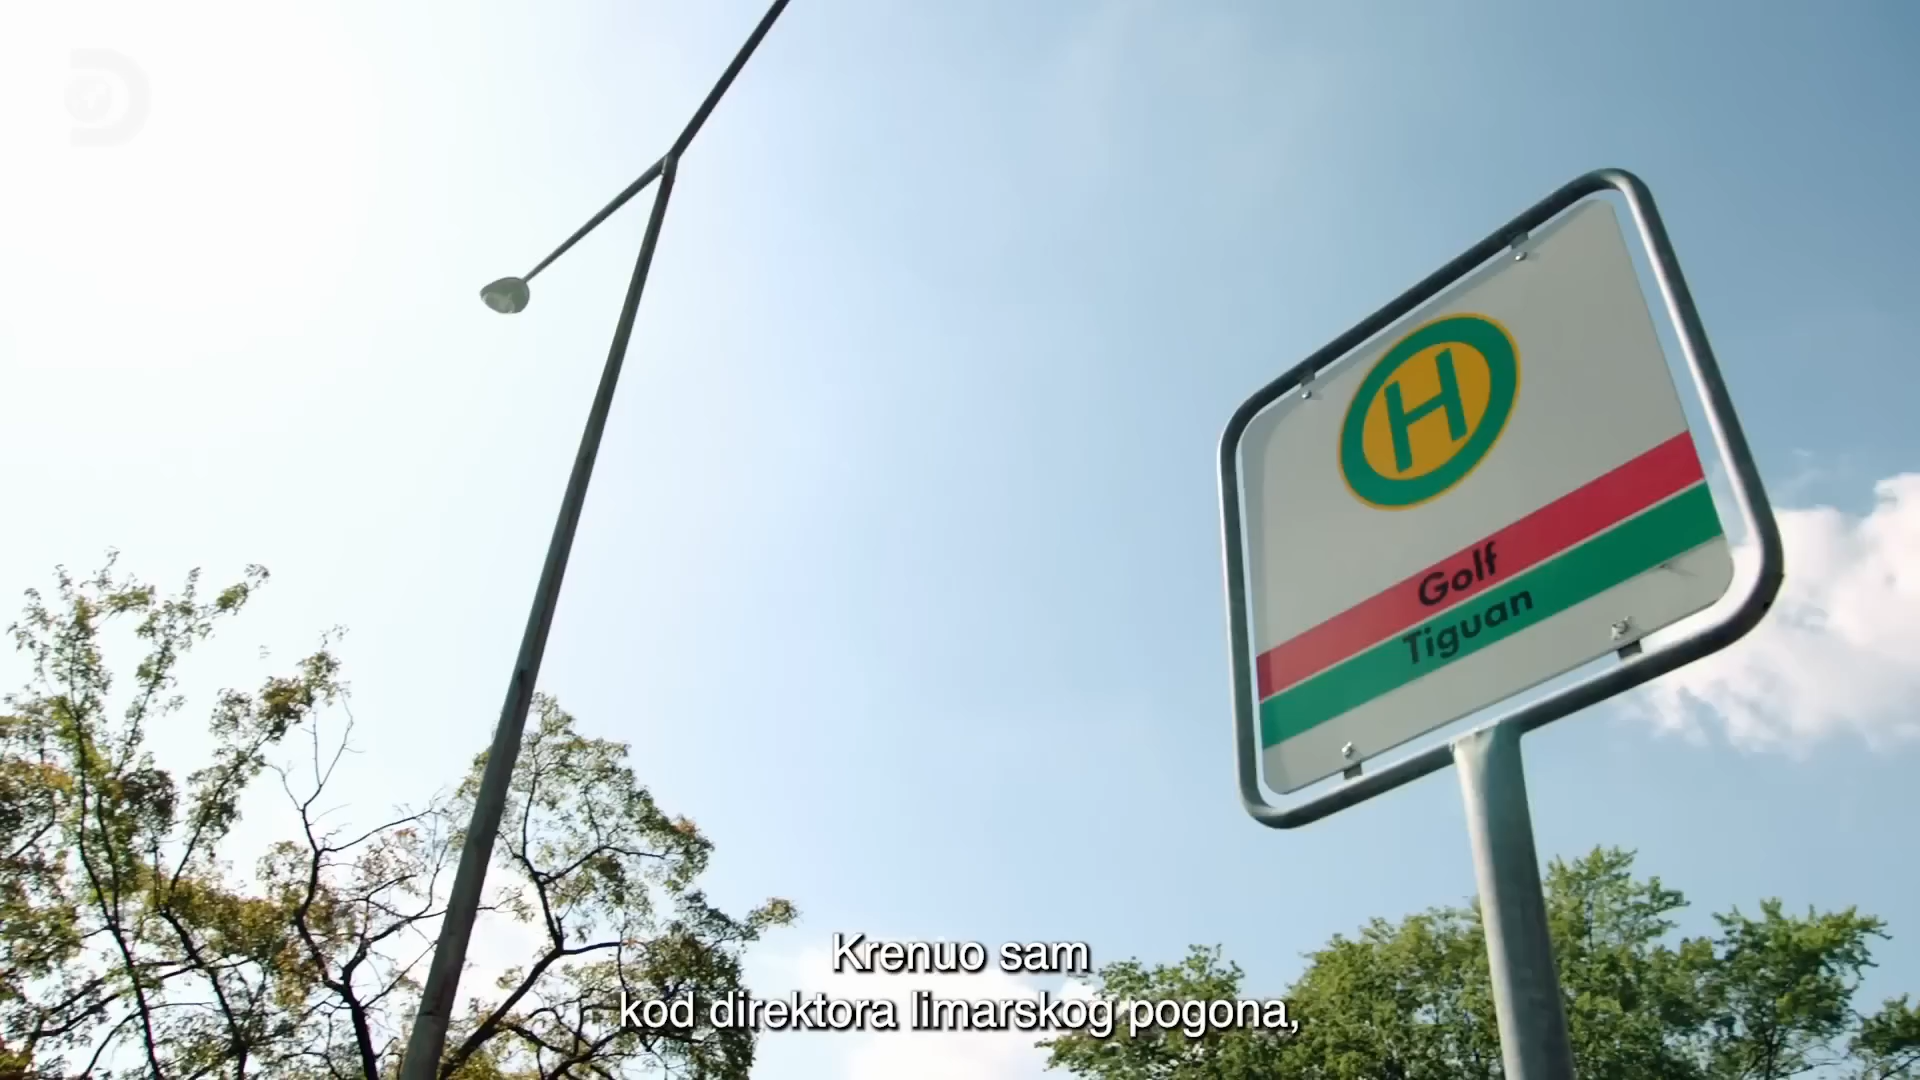 H
Golf
Tiguan
Krenuo sam
kod direktora limarskog pogona,